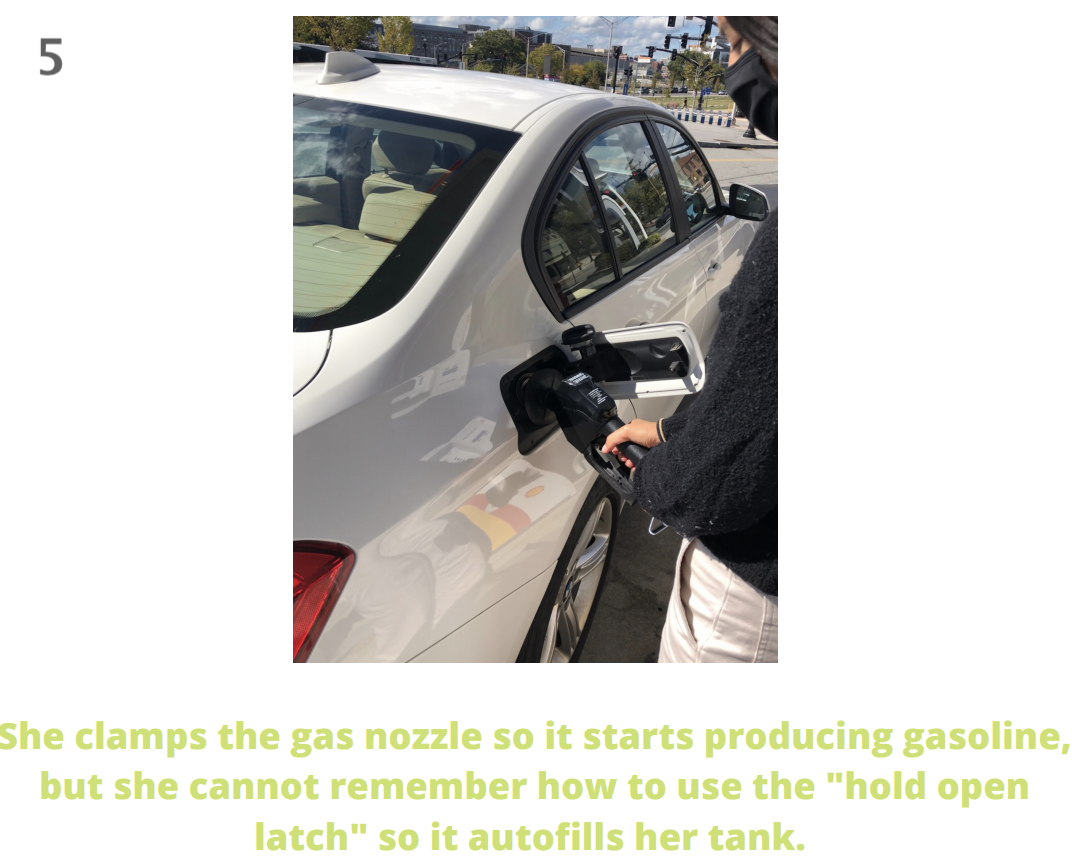 5
She clamps the gas nozzle so it starts producing gasoline,
but she cannot remember how to use the "hold open
latch" so it autofills her tank.